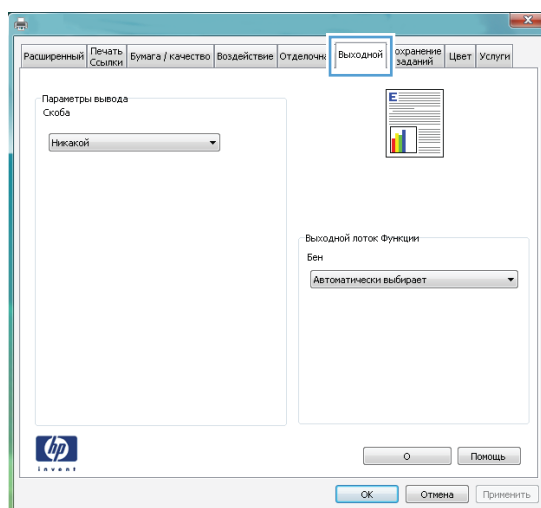 Расширенный
Печать
Ссылки
Бумага / качество
Воздействие
Отделочн
Выходной
охранение
заданий
Цвет
Услуги
Параметры вывода
Скоба
Никакой
E
Выходной лоток Функции
Бен
Автоматически выбирает
hp
invent
О
Помощь
OK
Отмена
Применить